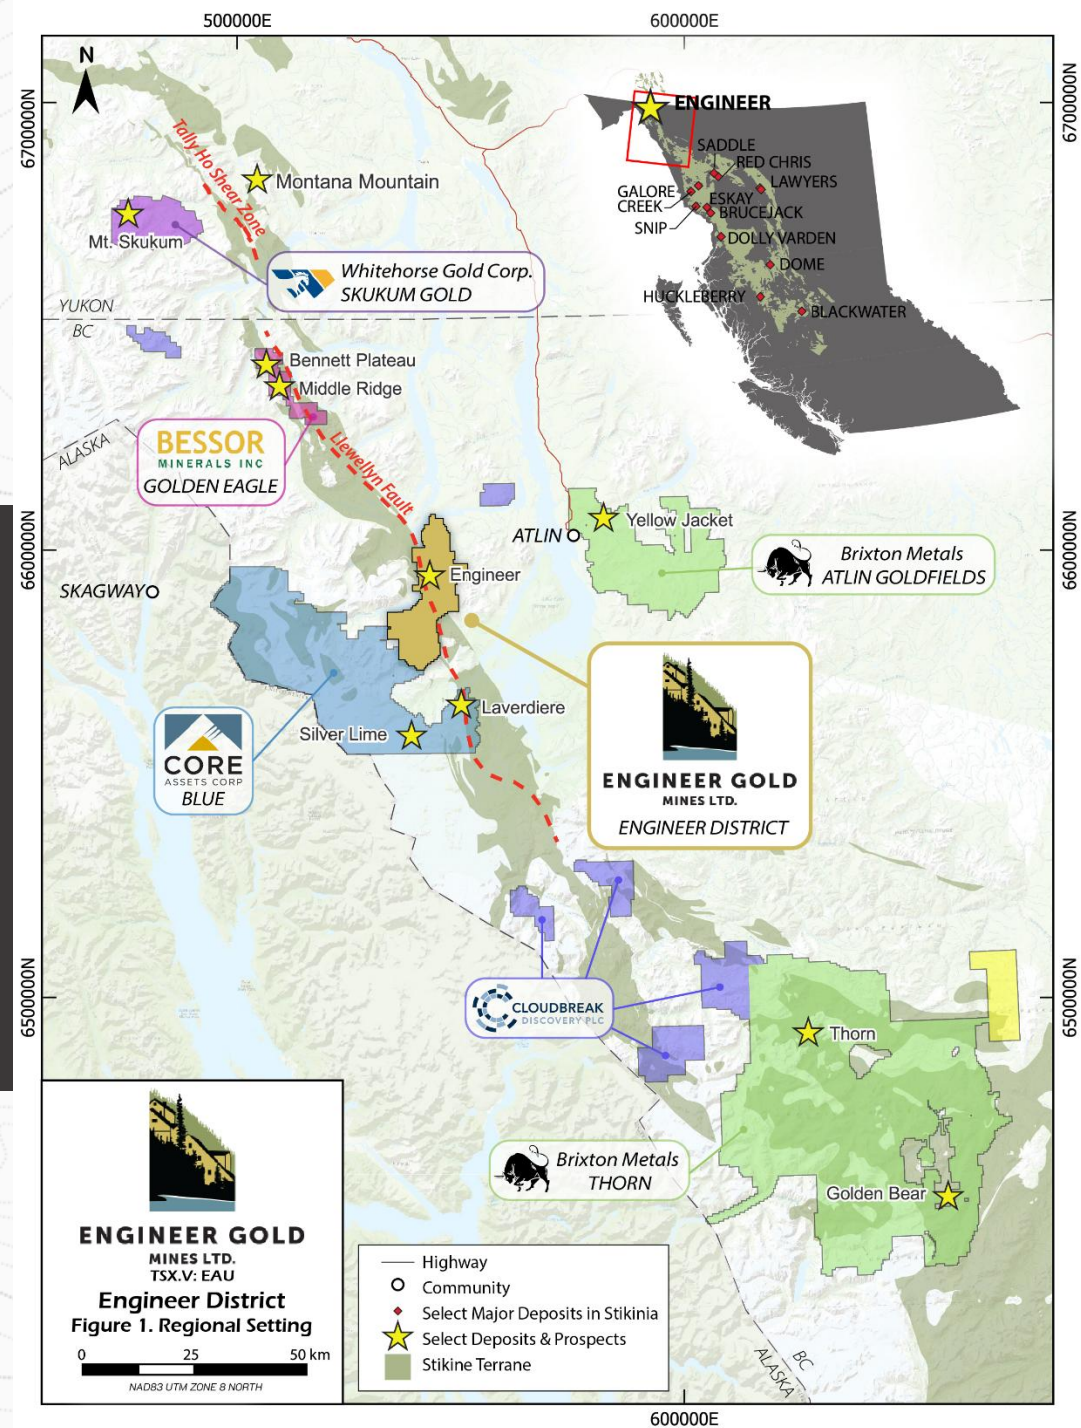 500000E
600000E
N
6700000N
6700000N
ENGINEER
SADDLE
RED CHRIS
LAWYERS
GALORE
CREEK
ESKAY
BRUCEJACK
SNIP
DOLLY VARDEN
DOME
HUCKLEBERRY
BLACKWATER
Tally Ho Shear Zone
Montana Mountain
Mt. Skukum
Whitehorse Gold Corp.
SKUKUM GOLD
YUKON
BC
Bennett Plateau
Middle Ridge
ALASKA
BESSOR
MINERALS INC
GOLDEN EAGLE
Llewellyn Fault
ATLIN
Yellow Jacket
6600000N
6600000N
Brixton Metals
ATLIN GOLDFIELDS
Engineer
SKAGWAY
Laverdiere
Silver Lime
CORE
ASSETS CORP
BLUE
ENGINEER GOLD
MINES LTD.
ENGINEER DISTRICT
6500000N
6500000N
CLOUDBREAK
DISCOVERY PLC
Thorn
Brixton Metals
THORN
Golden Bear
ENGINEER GOLD
MINES LTD.
TSX.V: EAU
Engineer District
Figure 1. Regional Setting
0 25 50 km
NAD83 UTM ZONE 8 NORTH
Highway
Community
Select Major Deposits in Stikinia
Select Deposits & Prospects
Stikine Terrane
BC
ALASKA
600000E